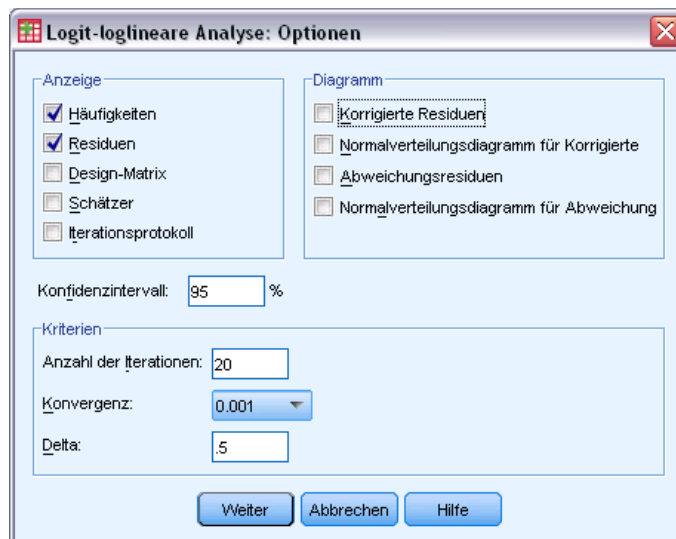 Logit-loglineare Analyse: Optionen
Anzeige
Häufigkeiten
Residuen
Design-Matrix
Schätzer
Iterationsprotokoll
Diagramm
Korrigierte Residuen
Normalverteilungsdiagramm für Korrigierte
Abweichungsresiduen
Normalverteilungsdiagramm für Abweichung
Konfidenzintervall: 95 %
Kriterien
Anzahl der Iterationen: 20
Konvergenz: 0.001
Delta: .5
Weiter Abbrechen Hilfe